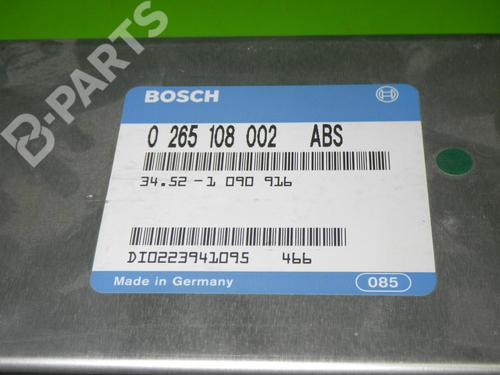 B-PARTS
BOSCH
0 265 108 002 ABS
34.52-1 090 916
DI0223941095 466
Made in Germany 085